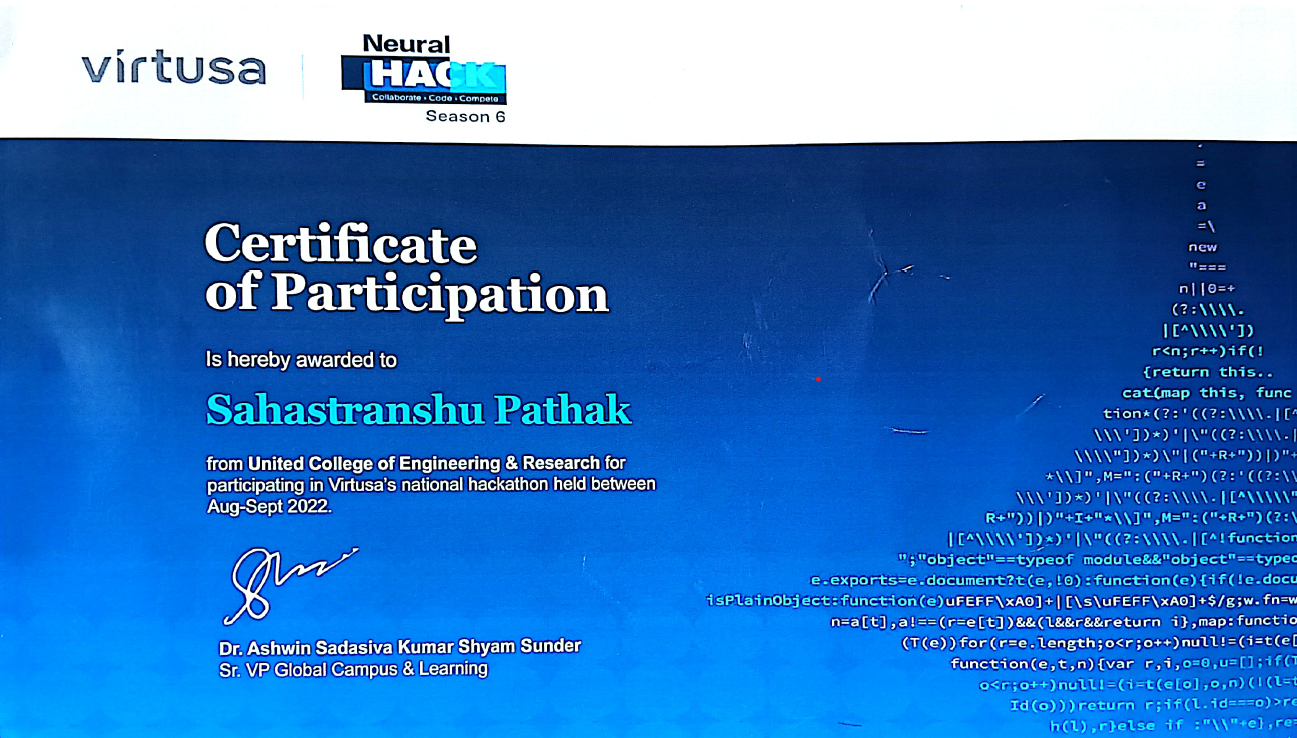 virtusa
Neural
HACK
Collaborate • Code • Compete
Season 6
Certificate
of Participation
Is hereby awarded to
Sahastranshu Pathak
from United College of Engineering & Research for
participating in Virtusa's national hackathon held between
Aug-Sept 2022.
Dr. Ashwin Sadasiva Kumar Shyam Sunder
Sr. VP Global Campus & Learning
=
e
a
=\
new
"===
n||0=+
(?:\\\\.
|[^\\\\'])
r<n;r++)if(!
{return this..
cat(map this, func
tion*(?:'((?:\\\\.|[^
\\\'])*)'|\"((?:\\\\.|
\\\\"])*)\"|("+R+"))|)"+
*\\]",M=":("+R+")(?:'((?:\\
\\\'])*)'|\"((?:\\\\.|[^\\\\\"
R+"))|)"+I+"*\\]",M=":("+R+")(?:\
|[^\\\\'])*)'|\"((?:\\\\.|[^!function
";"object"==typeof module&&"object"==typeo
e.exports=e.document?t(e,!0):function(e){if(!e.docu
isPlainObject:function(e)uFEFF\xA0]+|[\s\uFEFF\xA0]+$/g;w.fn=w
n=a[t],a!==(r=e[t])&&(l&&r&&return i},map:functio
(T(e))for(r=e.length;o<r;o++)null!=(i=t(e[
function(e,t,n){var r,i,o=0,u=[];if(T
o<r;o++)null!=(i=t(e[o],o,n)(!(l=t
Id(o)))return r;if(l.id===o)>re
h(l),r}else if :"\\"+e},re=